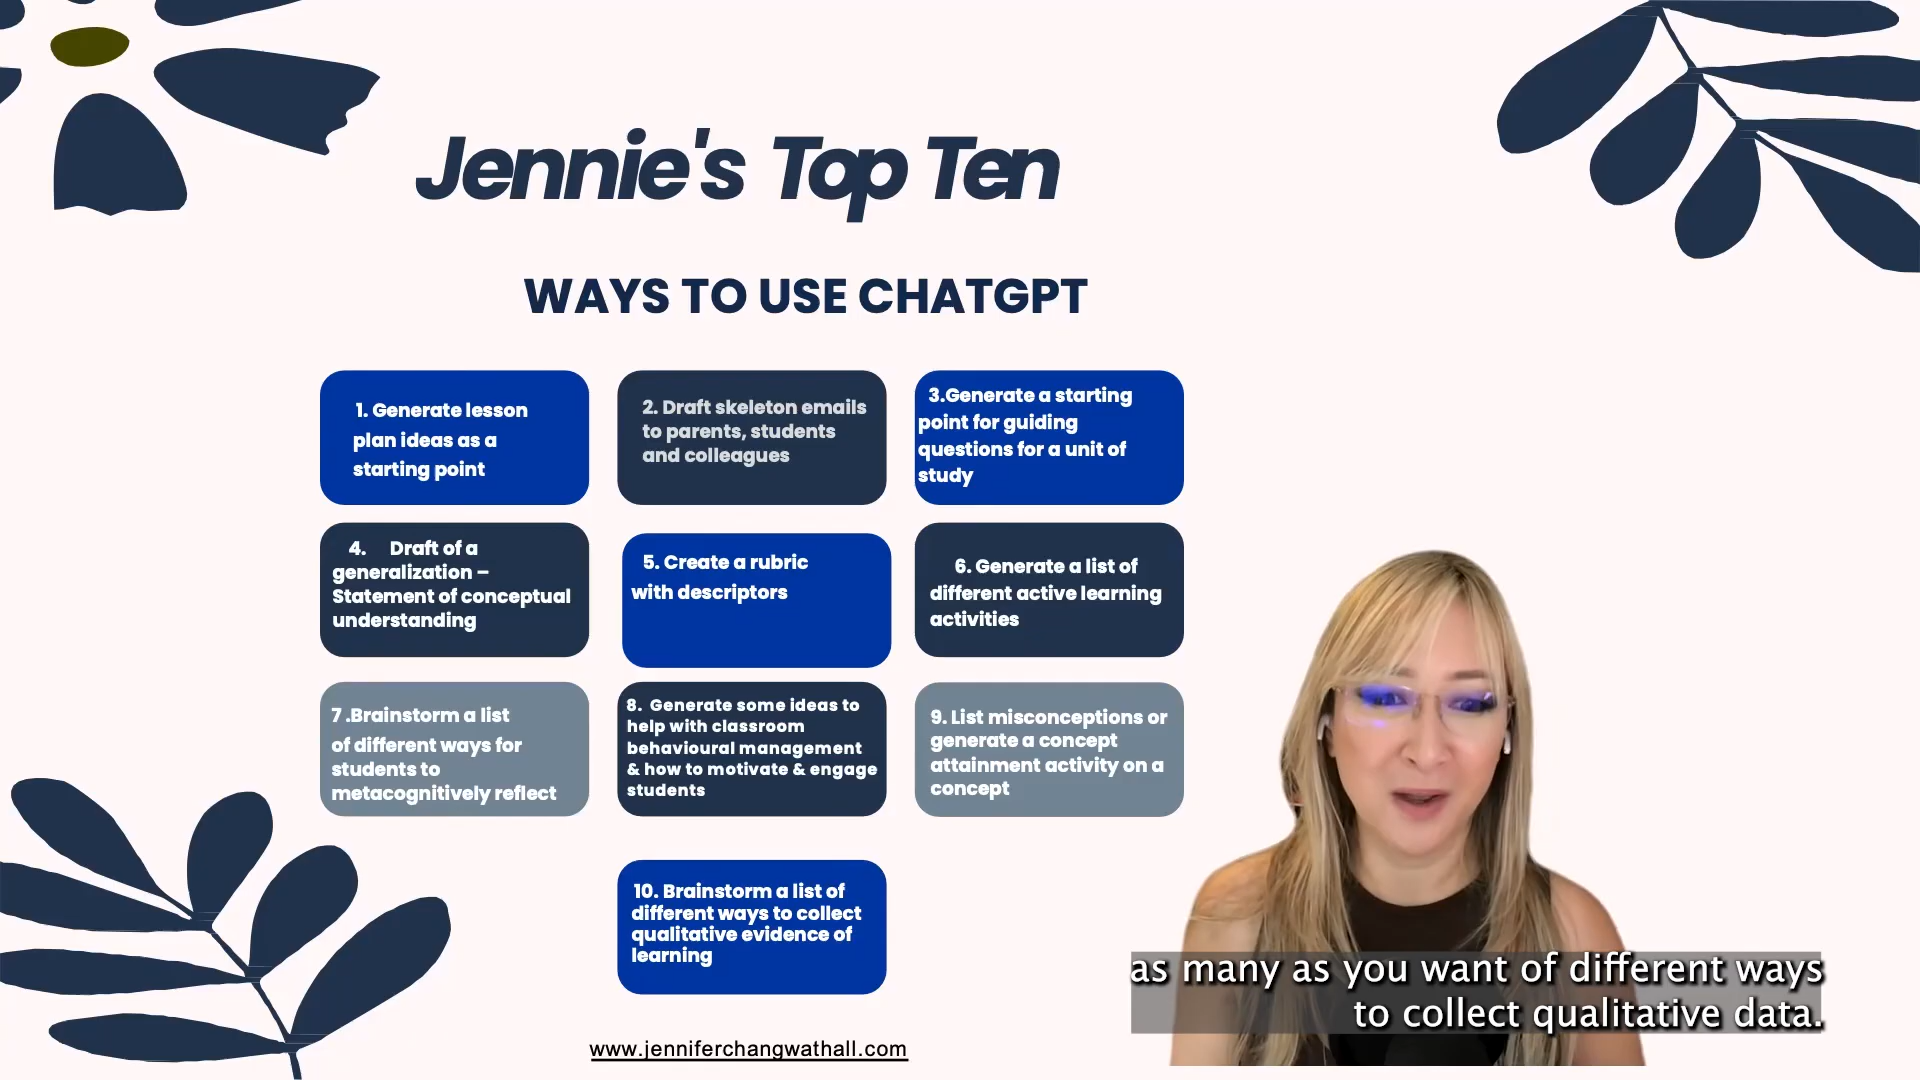 Jennie's Top Ten
WAYS TO USE CHATGPT
1. Generate lesson
plan ideas as a
starting point
2. Draft skeleton emails
to parents, students
and colleagues
3.Generate a starting
point for guiding
questions for a unit of
study
4. Draft of a
generalization –
Statement of conceptual
understanding
5. Create a rubric
with descriptors
6. Generate a list of
different active learning
activities
7 .Brainstorm a list
of different ways for
students to
metacognitively reflect
8. Generate some ideas to
help with classroom
behavioural management
& how to motivate & engage
students
9. List misconceptions or
generate a concept
attainment activity on a
concept
10. Brainstorm a list of
different ways to collect
qualitative evidence of
learning
www.jenniferchangwathall.com
as many as you want of different ways
to collect qualitative data.